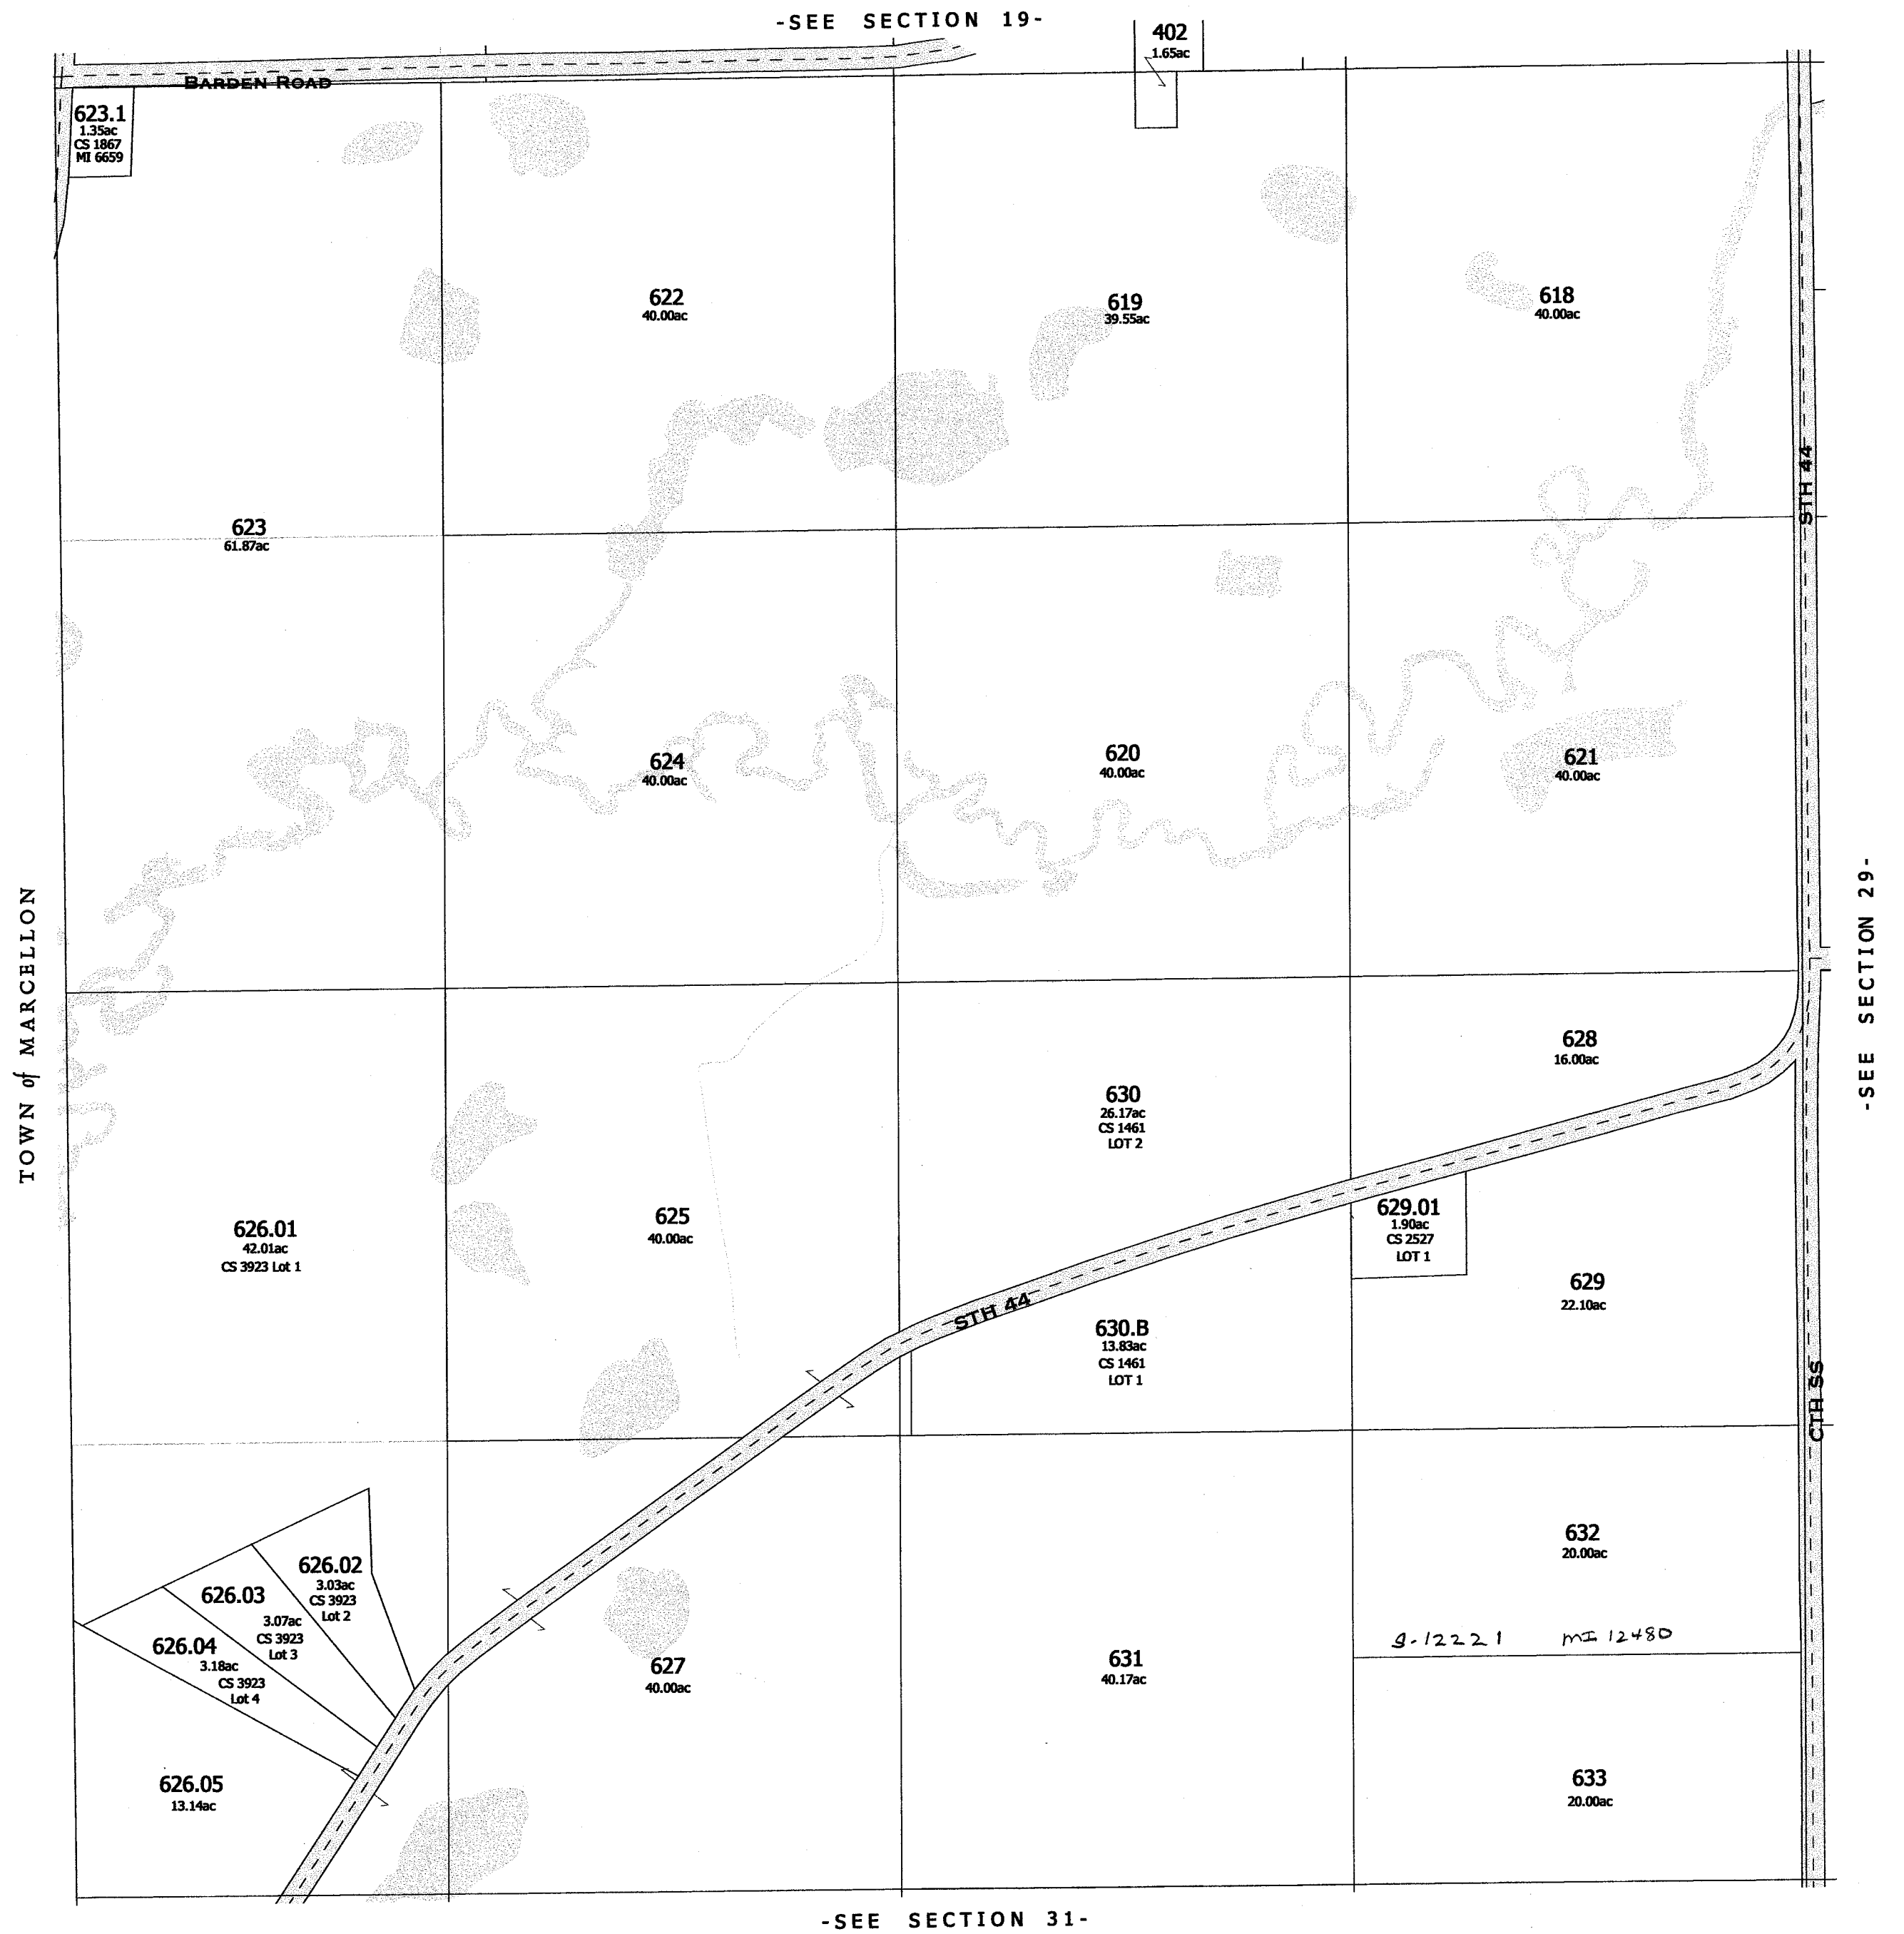 -SEE SECTION 19-
402
1.65ac
BARDEN ROAD
623.1
1.35ac
CS 1867
MI 6659
622
40.00ac
619
39.55ac
618
40.00ac
STH 44
623
61.87ac
624
40.00ac
620
40.00ac
621
40.00ac
TOWN of MARCELLON
-SEE SECTION 29-
628
16.00ac
630
26.17ac
CS 1461
LOT 2
626.01
42.01ac
CS 3923 Lot 1
625
40.00ac
629.01
1.90ac
CS 2527
LOT 1
629
22.10ac
STH 44
630.B
13.83ac
CS 1461
LOT 1
CTH SS
632
20.00ac
626.02
3.03ac
CS 3923
Lot 2
626.03
3.07ac
CS 3923
Lot 3
626.04
3.18ac
CS 3923
Lot 4
627
40.00ac
631
40.17ac
12221 MI 12480
626.05
13.14ac
633
20.00ac
-SEE SECTION 31-